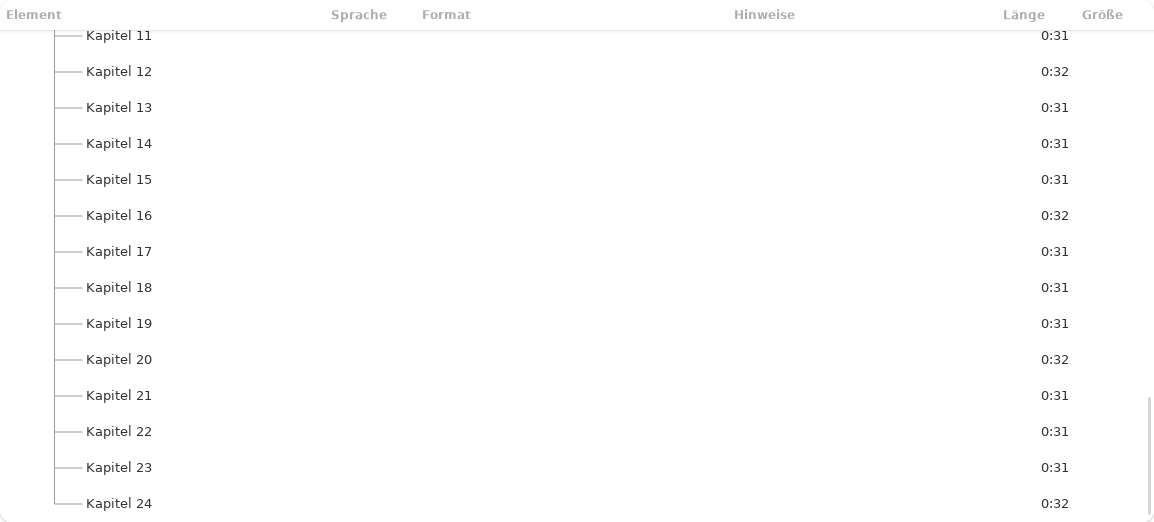 Element Sprache Format Hinweise Länge Größe
Kapitel 11 0:31
Kapitel 12 0:32
Kapitel 13 0:31
Kapitel 14 0:31
Kapitel 15 0:31
Kapitel 16 0:32
Kapitel 17 0:31
Kapitel 18 0:31
Kapitel 19 0:31
Kapitel 20 0:32
Kapitel 21 0:31
Kapitel 22 0:31
Kapitel 23 0:31
Kapitel 24 0:32